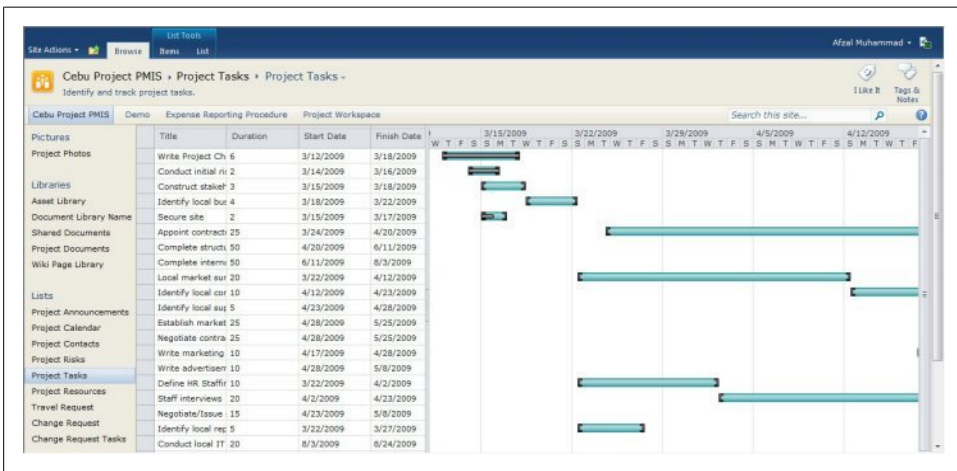 List Tools
Site Actions Browse Items List Afzal Muhammad
Cebu Project PMIS Project Tasks Project Tasks
Identify and track project tasks.
I Like It Tags & Notes
Cebu Project PMIS Demo Expense Reporting Procedure Project Workspace Search this site...
Pictures
Project Photos
Libraries
Asset Library
Document Library Name
Shared Documents
Project Documents
Wiki Page Library
Lists
Project Announcements
Project Calendar
Project Contacts
Project Risks
Project Tasks
Project Resources
Travel Request
Change Request
Change Request Tasks
Title Duration Start Date Finish Date
3/15/2009 3/22/2009 3/29/2009 4/5/2009 4/12/2009
W T F S S M T W T F S S M T W T F S S M T W T F S S M T W T F S S M T W T F
Write Project Ch 6 3/12/2009 3/18/2009
Conduct initial ri 2 3/14/2009 3/16/2009
Construct stakeh 3 3/15/2009 3/18/2009
Identify local bus 4 3/18/2009 3/22/2009
Secure site 2 3/15/2009 3/17/2009
Appoint contract 25 3/24/2009 4/20/2009
Complete structu 50 4/20/2009 6/11/2009
Complete interna 50 6/11/2009 8/3/2009
Local market sur 20 3/22/2009 4/12/2009
Identify local cor 10 4/12/2009 4/23/2009
Identify local sup 5 4/23/2009 4/28/2009
Establish market 25 4/28/2009 5/25/2009
Negotiate contra 25 4/28/2009 5/25/2009
Write marketing 10 4/17/2009 4/28/2009
Write advertisem 10 4/28/2009 5/8/2009
Define HR Staffin 10 3/22/2009 4/2/2009
Staff interviews 20 4/2/2009 4/23/2009
Negotiate/Issue 15 4/23/2009 5/8/2009
Identify local rep 5 3/22/2009 3/27/2009
Conduct local IT 20 8/3/2009 8/24/2009